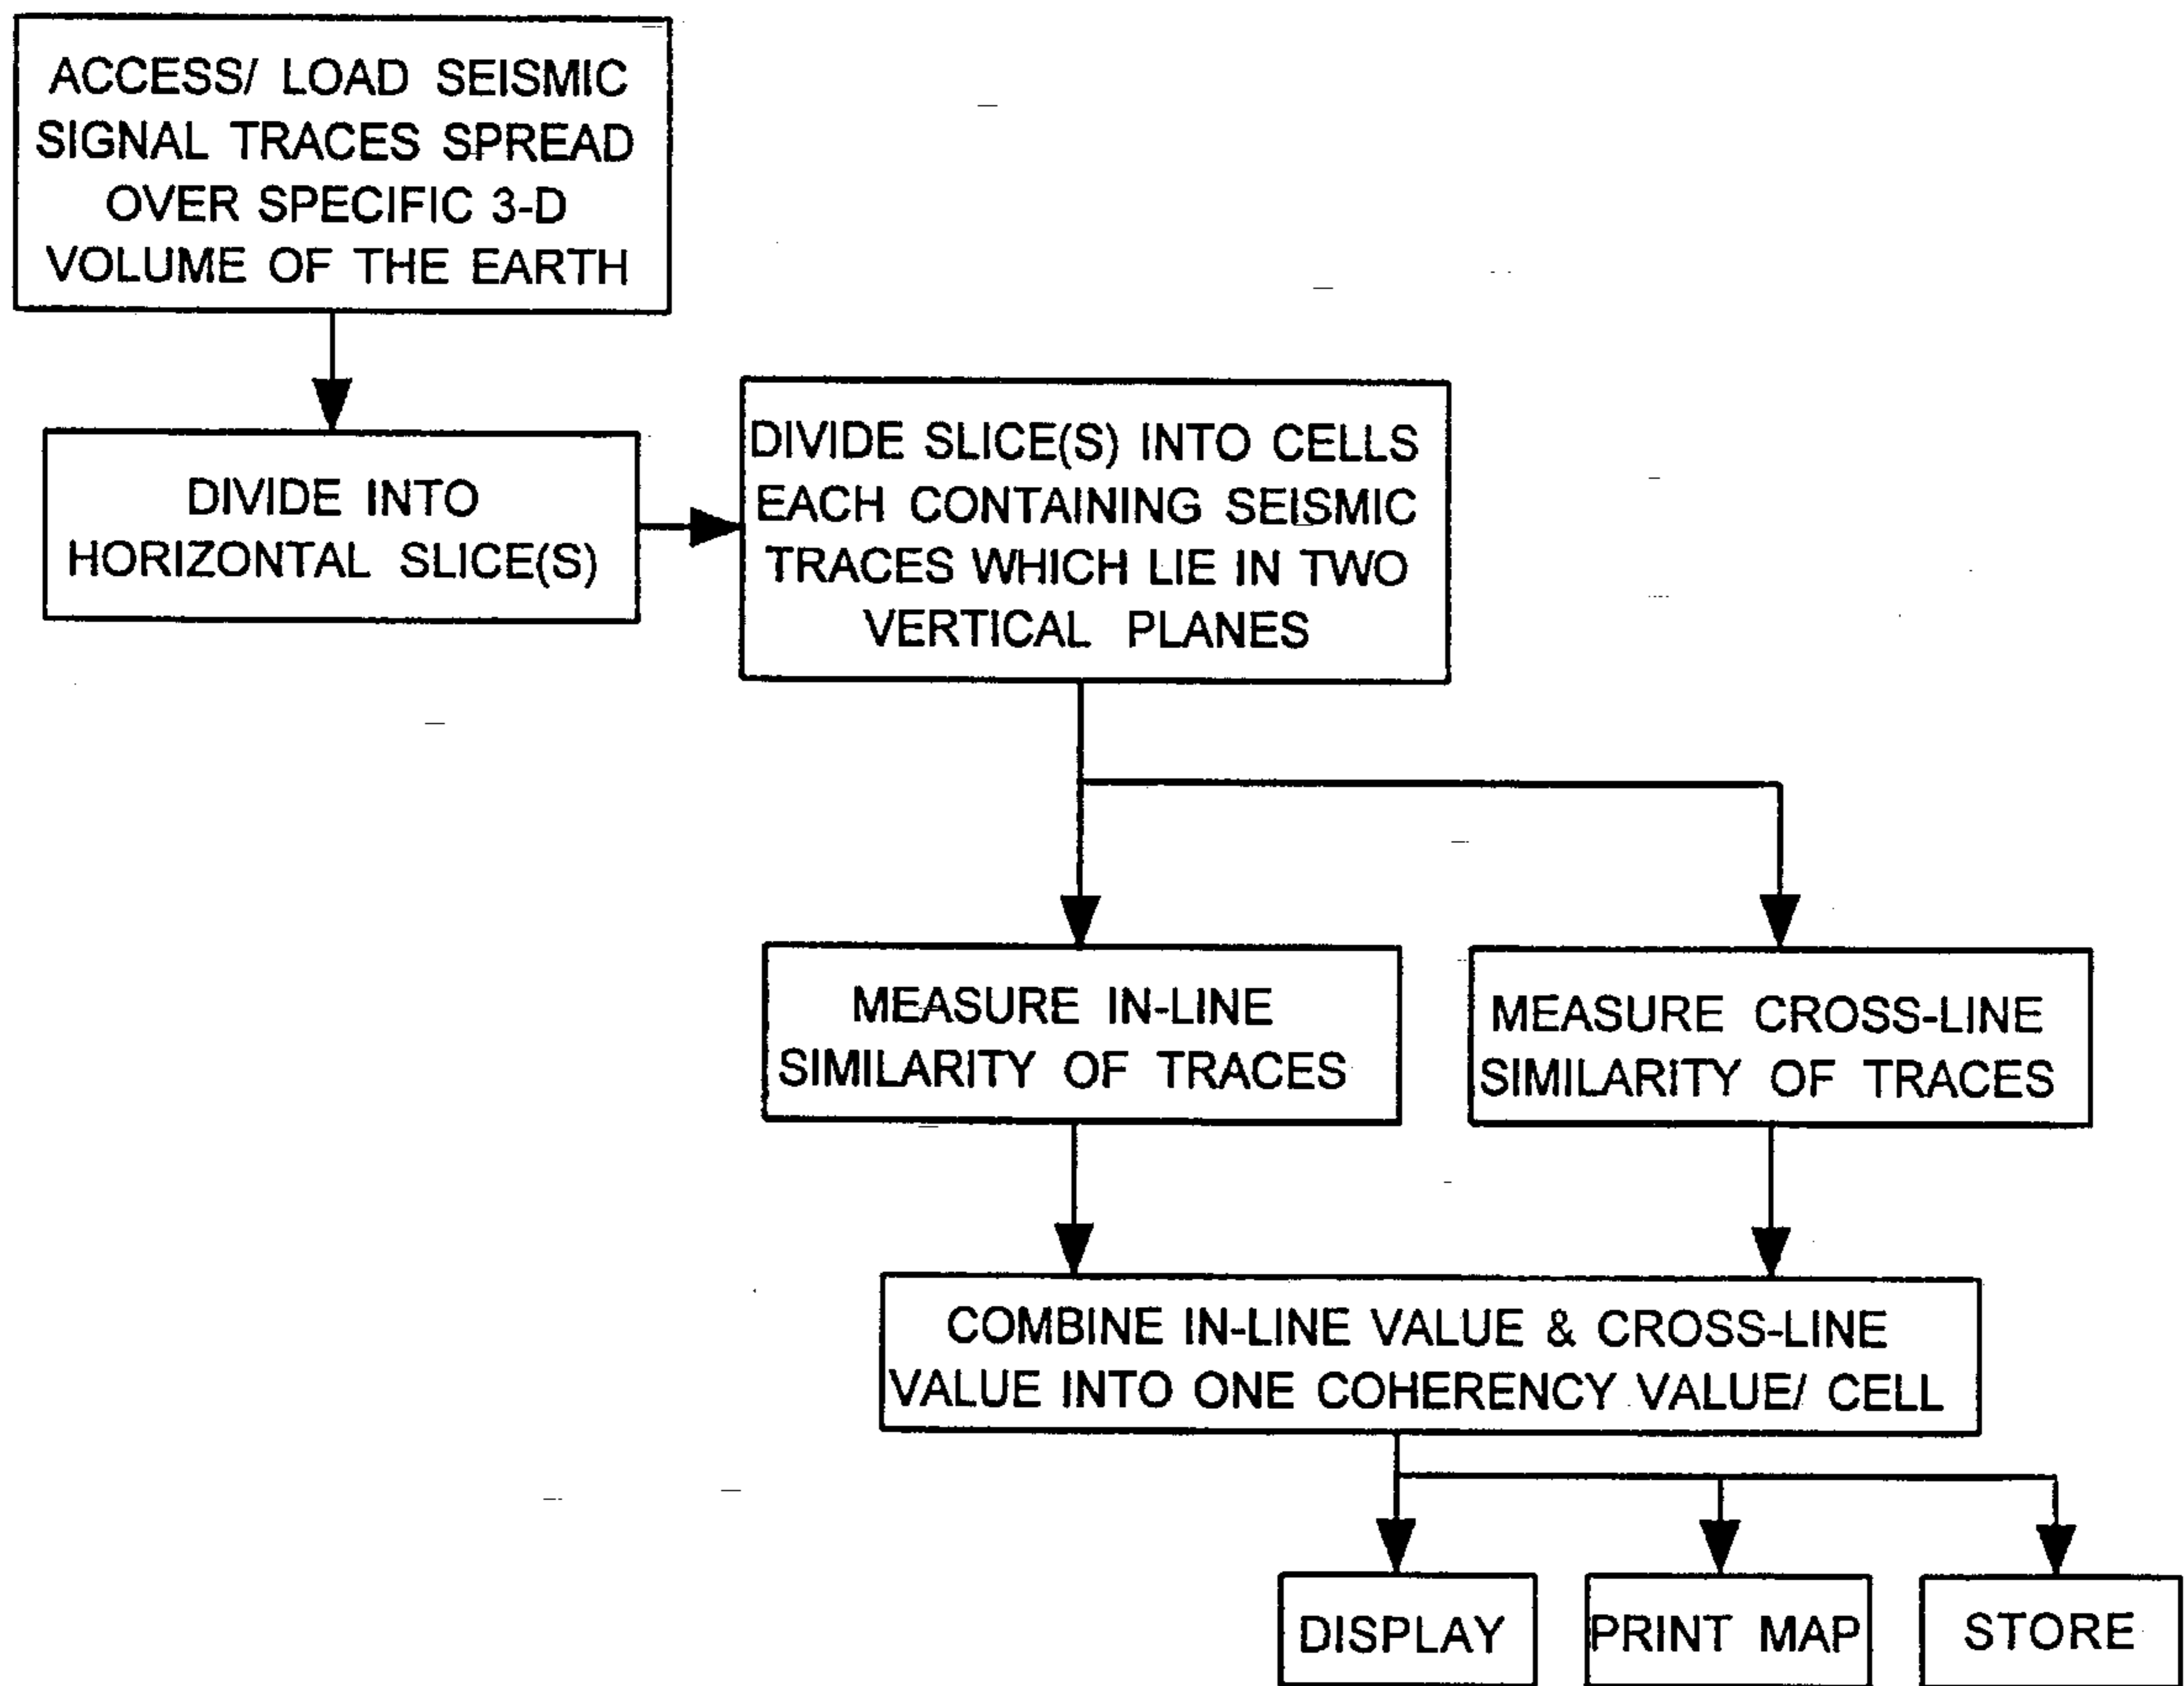 ACCESS/ LOAD SEISMIC
SIGNAL TRACES SPREAD
OVER SPECIFIC 3-D
VOLUME OF THE EARTH
DIVIDE INTO
HORIZONTAL SLICE(S)
DIVIDE SLICE(S) INTO CELLS
EACH CONTAINING SEISMIC
TRACES WHICH LIE IN TWO
VERTICAL PLANES
MEASURE IN-LINE
SIMILARITY OF TRACES
MEASURE CROSS-LINE
SIMILARITY OF TRACES
COMBINE IN-LINE VALUE & CROSS-LINE
VALUE INTO ONE COHERENCY VALUE/ CELL
DISPLAY
PRINT MAP
STORE